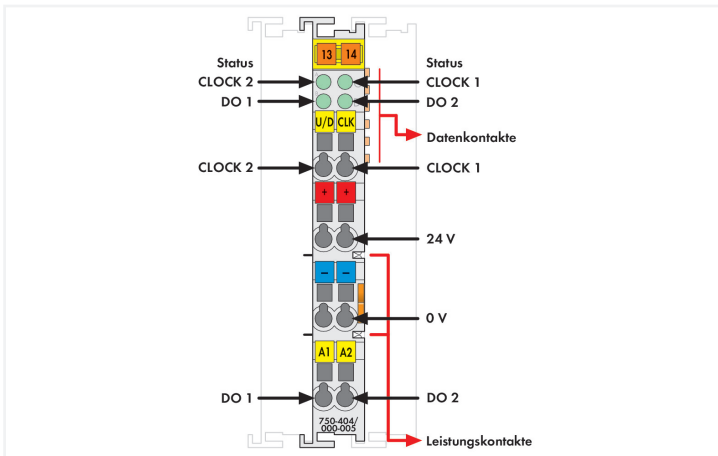 13 14
Status Status
CLOCK 2 CLOCK 1
DO 1 DO 2
U/D CLK
Datenkontakte
CLOCK 2 CLOCK 1
+ +
24 V
− −
0 V
A1 A2
DO 1 DO 2
750-404/
000-005
Leistungskontakte